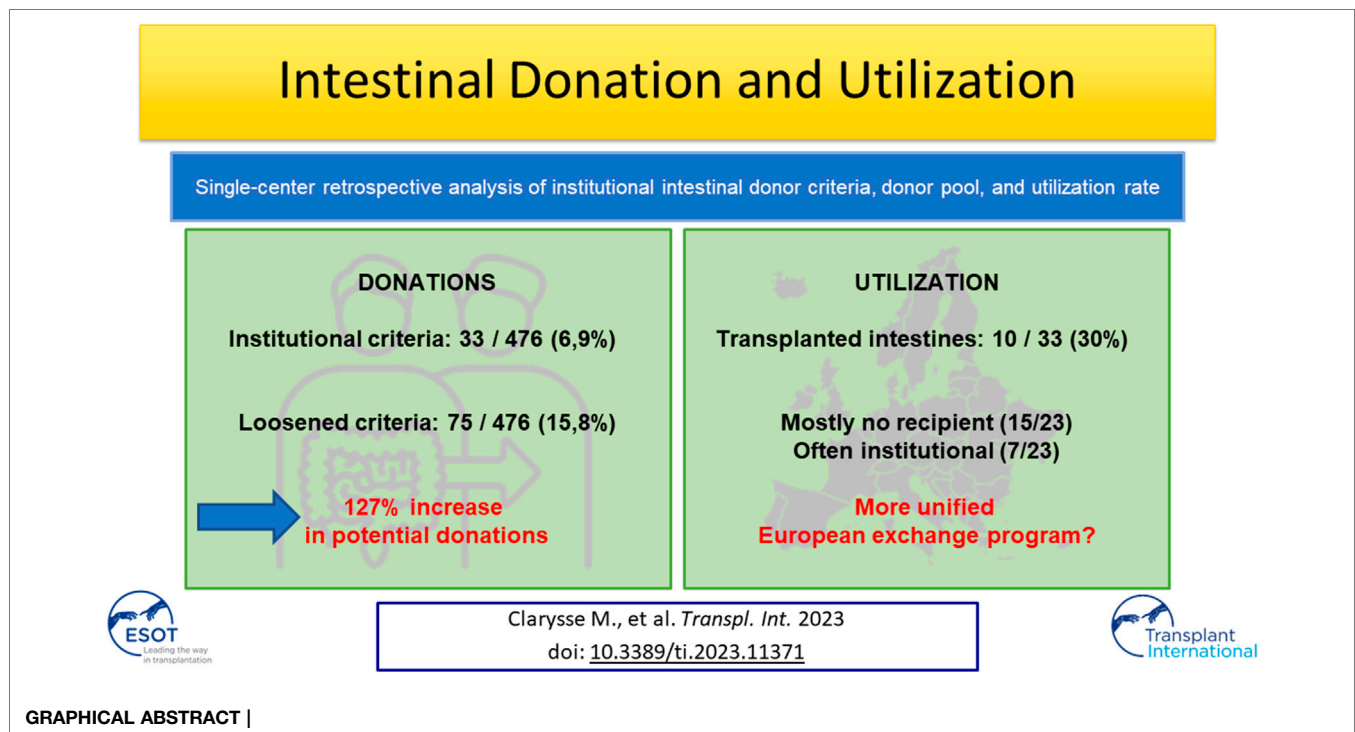 Intestinal Donation and Utilization
Single-center retrospective analysis of institutional intestinal donor criteria, donor pool, and utilization rate
DONATIONS
Institutional criteria: 33 / 476 (6,9%)
Loosened criteria: 75 / 476 (15,8%)
127% increase
in potential donations
UTILIZATION
Transplanted intestines: 10 / 33 (30%)
Mostly no recipient (15/23)
Often institutional (7/23)
More unified
European exchange program?
ESOT
Leading the way
in transplantation
Clarysse M., et al. Transpl. Int. 2023
doi: 10.3389/ti.2023.11371
Transplant
International
GRAPHICAL ABSTRACT |